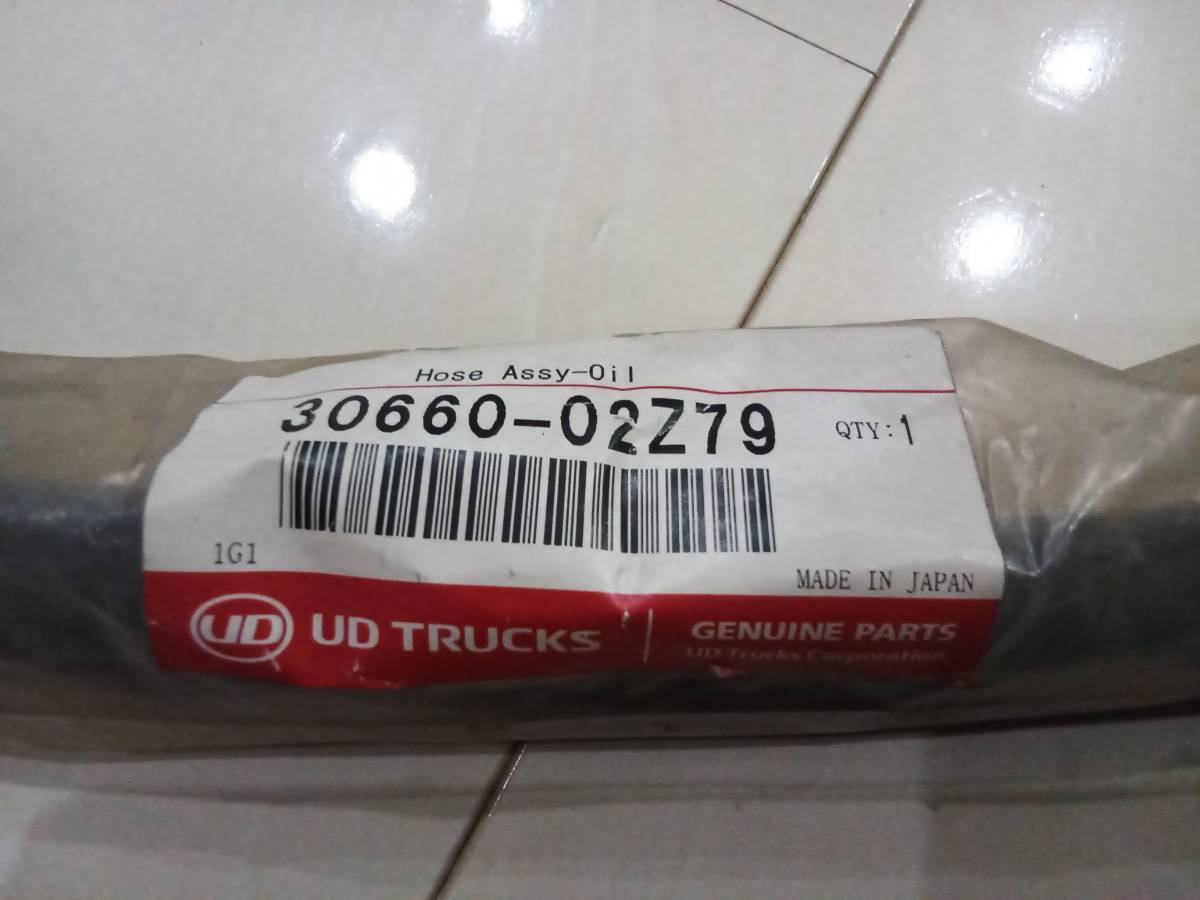 Hose Assy-Oil
30660-02Z79
QTY:1
1G1
MADE IN JAPAN
UD UD TRUCKS
GENUINE PARTS
UD Trucks Corporation